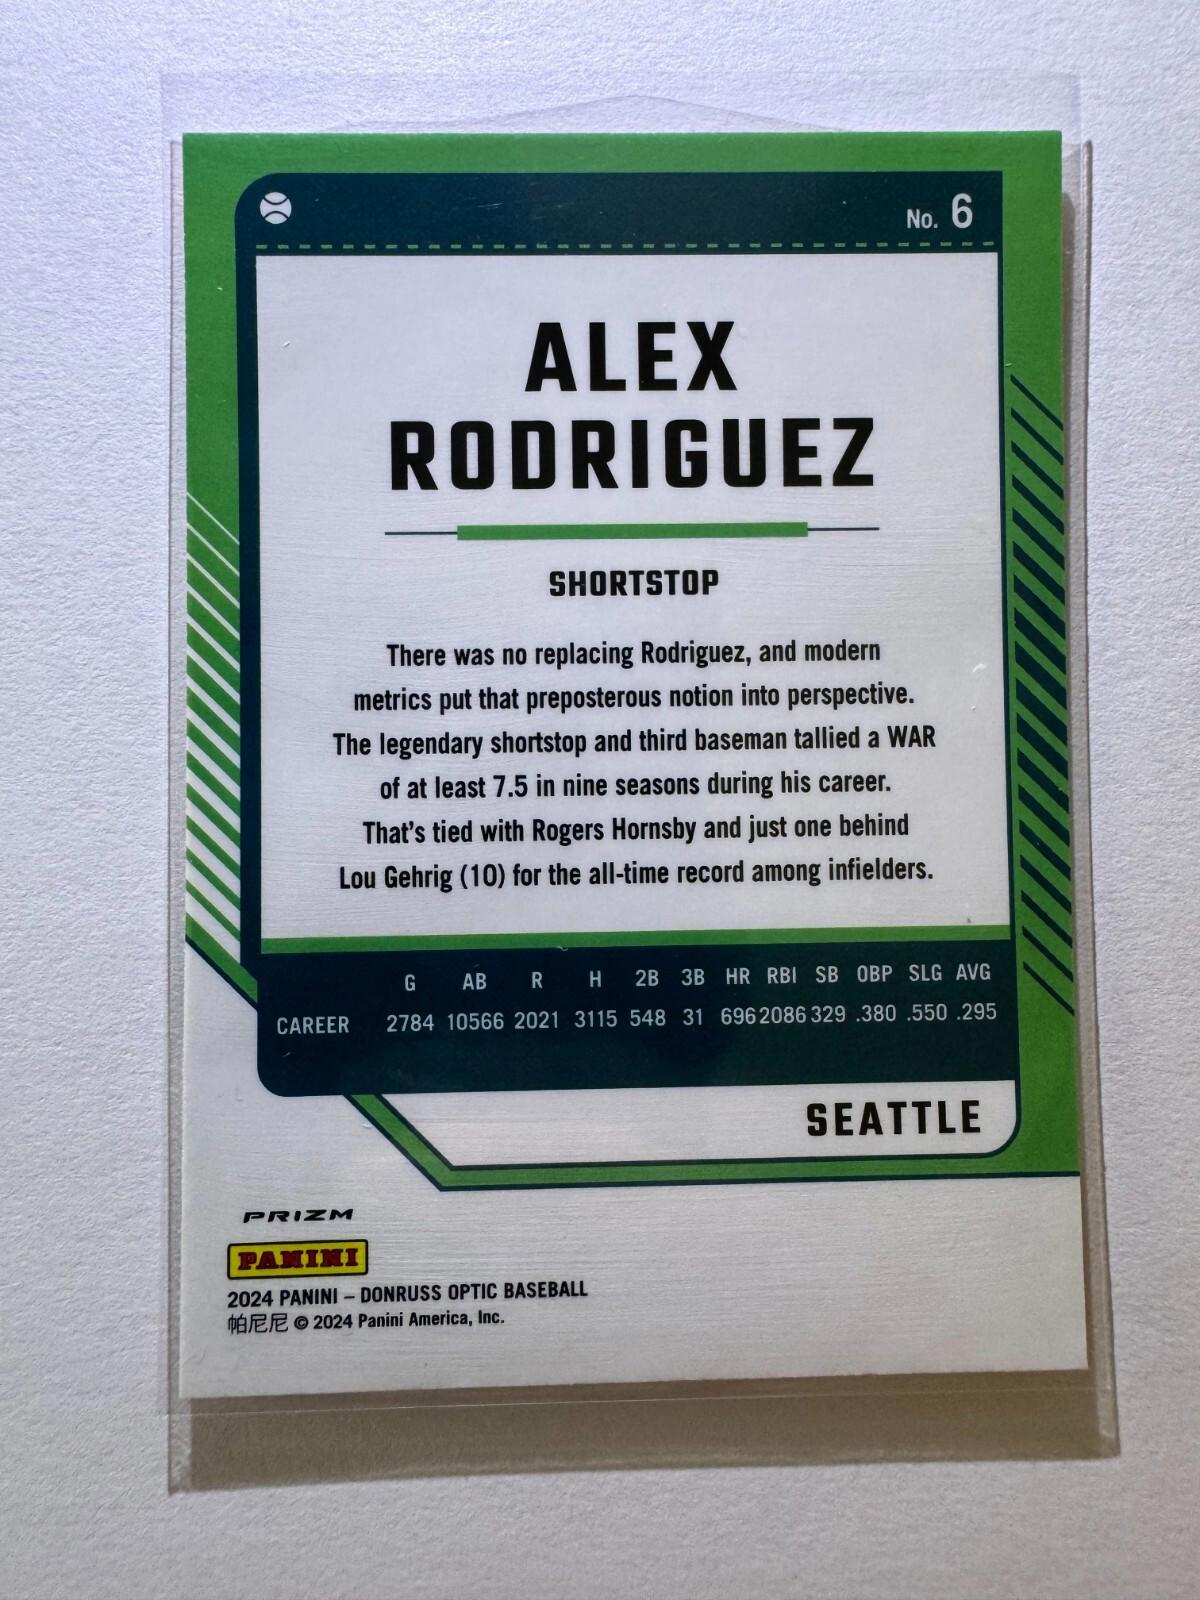 No. 6
ALEX
RODRIGUEZ
SHORTSTOP
There was no replacing Rodriguez, and modern
metrics put that preposterous notion into perspective.
The legendary shortstop and third baseman tallied a WAR
of at least 7.5 in nine seasons during his career.
That's tied with Rogers Hornsby and just one behind
Lou Gehrig (10) for the all-time record among infielders.
G AB R H 2B 3B HR RBI SB OBP SLG AVG
CAREER 2784 10566 2021 3115 548 31 696 2086 329 .380 .550 .295
SEATTLE
PRIZM
PANINI
2024 PANINI – DONRUSS OPTIC BASEBALL
帕尼尼 © 2024 Panini America, Inc.